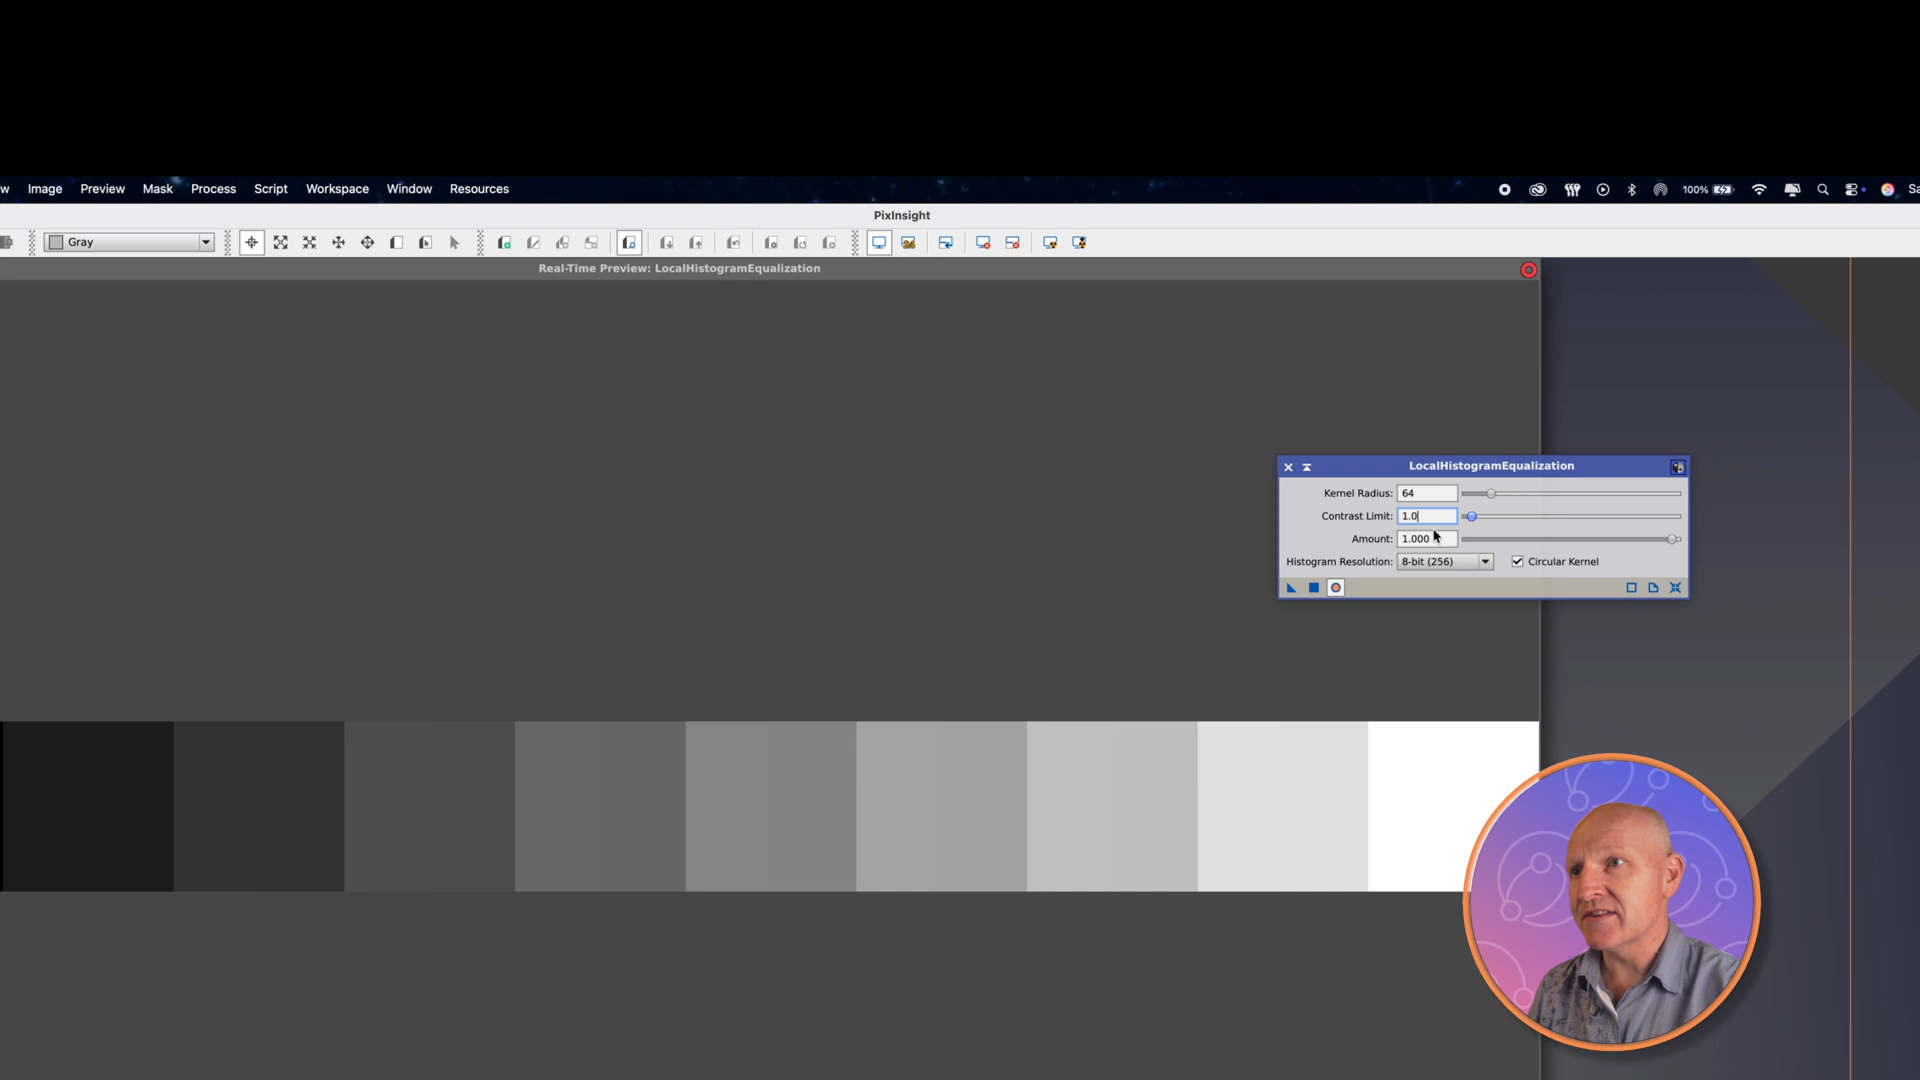 w Image Preview Mask Process Script Workspace Window Resources 100% Sa
PixInsight
Gray
Real-Time Preview: LocalHistogramEqualization
LocalHistogramEqualization
Kernel Radius: 64
Contrast Limit: 1.0
Amount: 1.000
Histogram Resolution: 8-bit (256) Circular Kernel